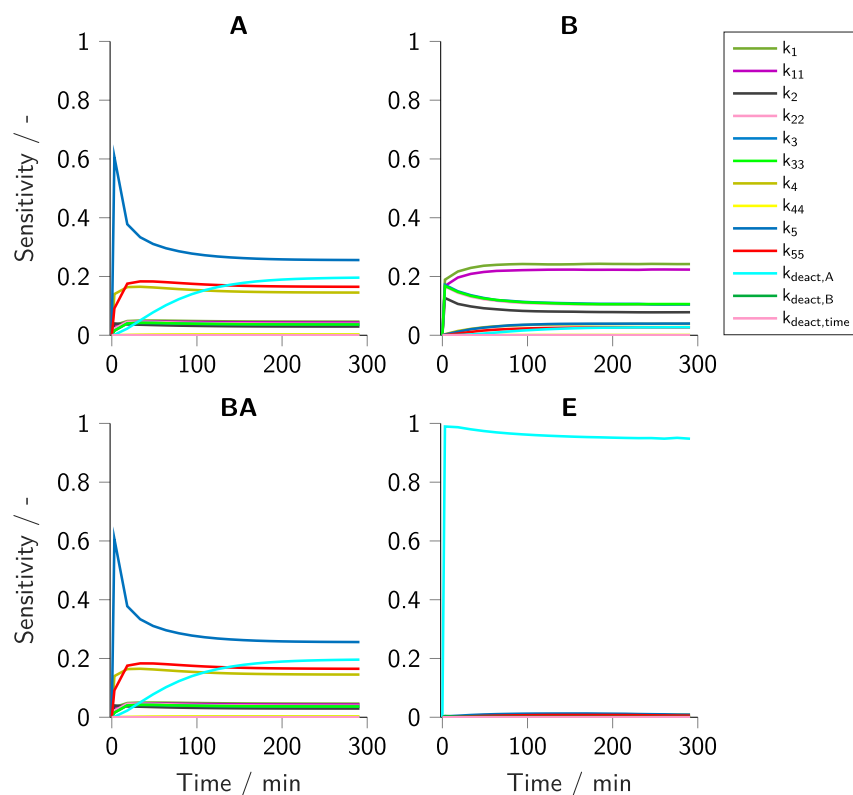 A
B
1
0.8
0.6
0.4
0.2
0
0
100
200
300
Sensitivity / -
1
0.8
0.6
0.4
0.2
0
0
100
200
300
k1
k11
k2
k22
k3
k33
k4
k44
k5
k55
kdeact,A
kdeact,B
kdeact,time
BA
E
1
0.8
0.6
0.4
0.2
0
0
100
200
300
Sensitivity / -
Time / min
1
0.8
0.6
0.4
0.2
0
0
100
200
300
Time / min